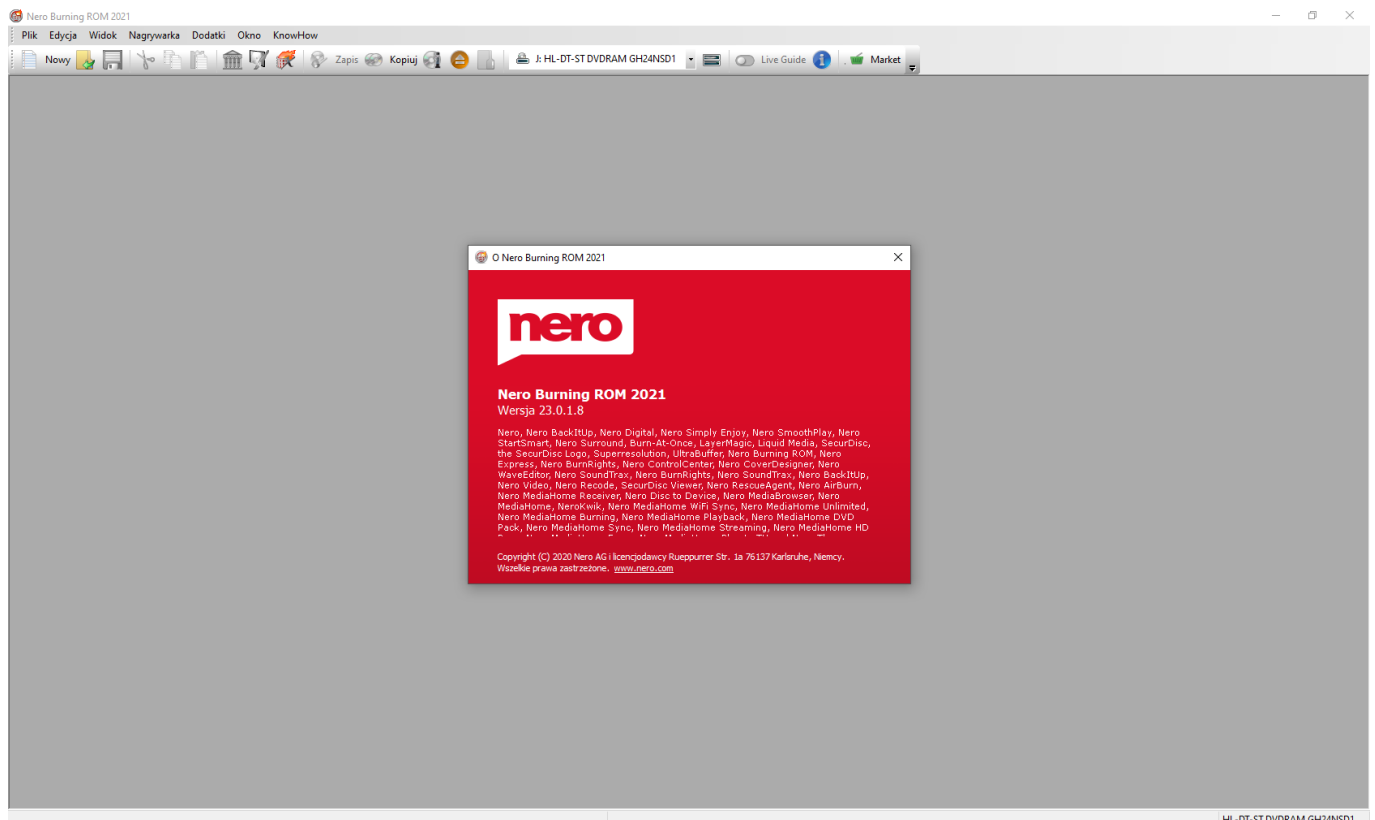 Nero Burning ROM 2021
Plik Edycja Widok Nagrywarka Dodatki Okno KnowHow
Nowy Zapis Kopiuj J: HL-DT-ST DVDRAM GH24NSD1 Live Guide Market
O Nero Burning ROM 2021
nero
Nero Burning ROM 2021
Wersja 23.0.1.8
Nero, Nero BackItUp, Nero Digital, Nero Simply Enjoy, Nero SmoothPlay, Nero
StartSmart, Nero Surround, Burn-At-Once, LayerMagic, Liquid Media, SecurDisc,
the SecurDisc Logo, Superresolution, UltraBuffer, Nero Burning ROM, Nero
Express, Nero BurnRights, Nero ControlCenter, Nero CoverDesigner, Nero
WaveEditor, Nero SoundTrax, Nero BurnRights, Nero SoundTrax, Nero BackItUp,
Nero Video, Nero Recode, SecurDisc Viewer, Nero RescueAgent, Nero AirBurn,
Nero MediaHome Receiver, Nero Disc to Device, Nero MediaBrowser, Nero
MediaHome, NeroKwik, Nero MediaHome WiFi Sync, Nero MediaHome Unlimited,
Nero MediaHome Burning, Nero MediaHome Playback, Nero MediaHome DVD
Pack, Nero MediaHome Sync, Nero MediaHome Streaming, Nero MediaHome HD
Copyright (C) 2020 Nero AG i licencjodawcy Rueppurrer Str. 1a 76137 Karlsruhe, Niemcy.
Wszelkie prawa zastrzeżone. www.nero.com
HL-DT-ST DVDRAM GH24NSD1